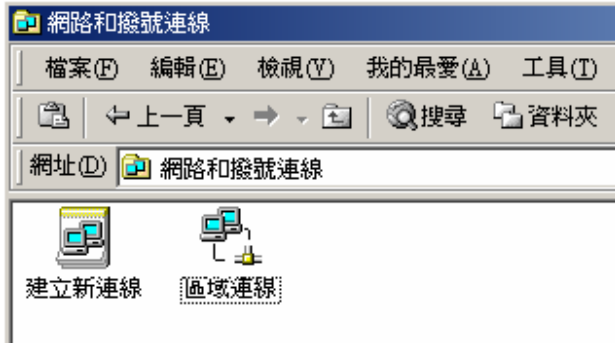 網路和撥號連線
檔案(F) 編輯(E) 檢視(V) 我的最愛(A) 工具(T)
上一頁 搜尋 資料夾
網址(D) 網路和撥號連線
建立新連線 區域連線